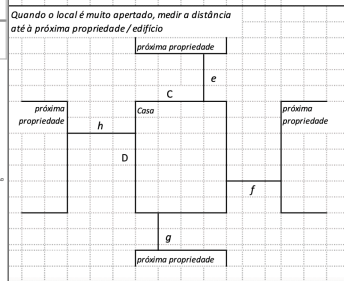 Quando o local é muito apertado, medir a distância
até à próxima propriedade / edifício
próxima propriedade
e
C
próxima
propriedade
Casa
próxima
propriedade
h
D
f
g
próxima propriedade